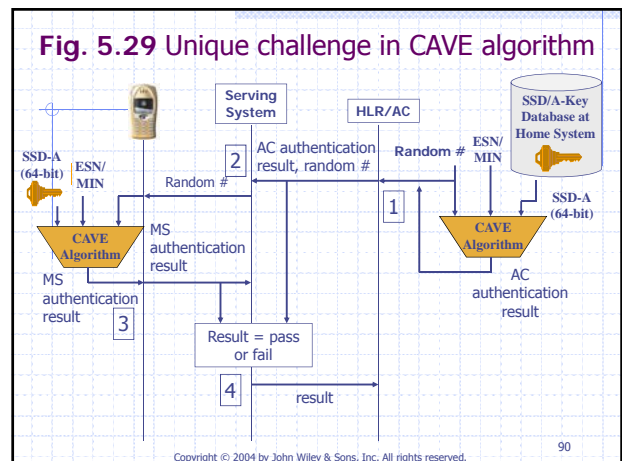 Fig. 5.29 Unique challenge in CAVE algorithm
Serving
System
HLR/AC
SSD/A-Key
Database at
Home System
SSD-A
(64-bit)
ESN/
MIN
2
AC authentication
result, random #
Random #
ESN/
MIN
Random #
1
SSD-A
(64-bit)
CAVE
Algorithm
MS
authentication
result
CAVE
Algorithm
MS
authentication
result
3
AC
authentication
result
Result = pass
or fail
4
result
90
Copyright © 2004 by John Wiley & Sons, Inc. All rights reserved.